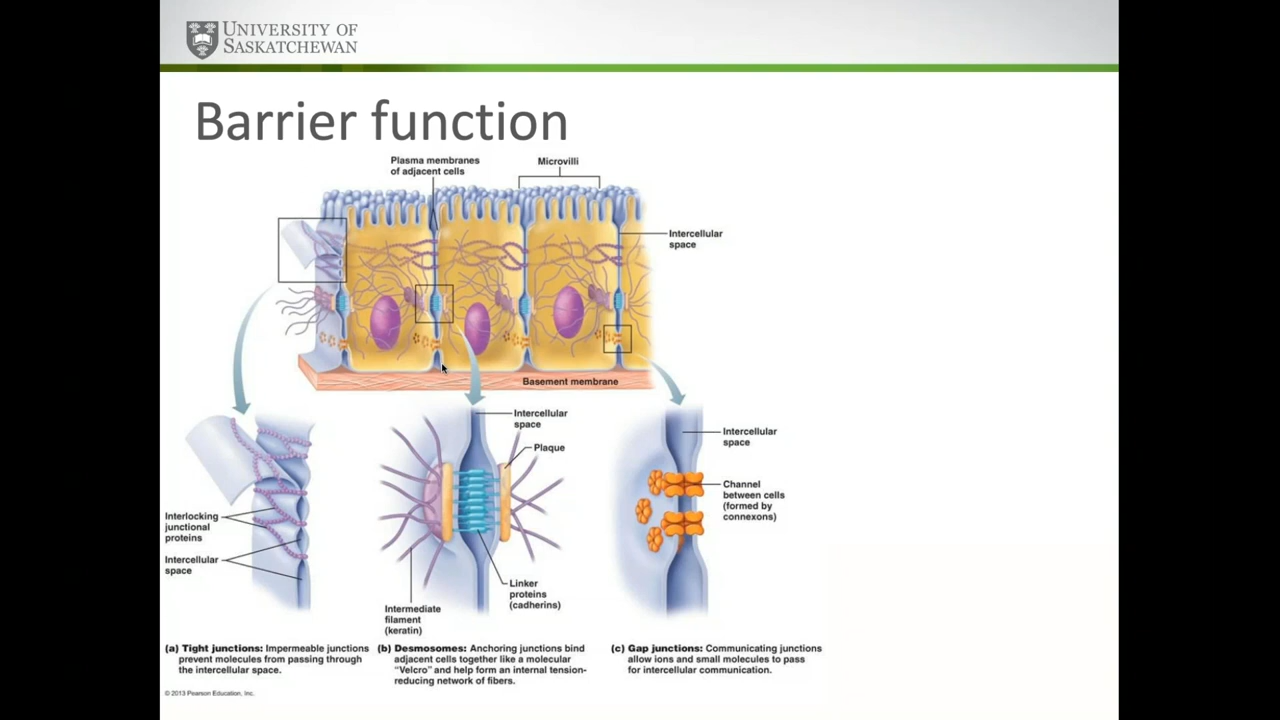 UNIVERSITY OF
SASKATCHEWAN
Barrier function
Plasma membranes
of adjacent cells
Microvilli
Intercellular
space
Basement membrane
Interlocking
junctional
proteins
Intercellular
space
Intercellular
space
Plaque
Linker
proteins
(cadherins)
Intermediate
filament
(keratin)
Intercellular
space
Channel
between cells
(formed by
connexons)
(a) Tight junctions: Impermeable junctions
prevent molecules from passing through
the intercellular space.
(b) Desmosomes: Anchoring junctions bind
adjacent cells together like a molecular
“Velcro” and help form an internal tension-
reducing network of fibers.
(c) Gap junctions: Communicating junctions
allow ions and small molecules to pass
for intercellular communication.
© 2013 Pearson Education, Inc.